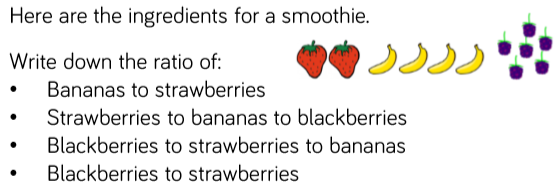 Here are the ingredients for a smoothie.
Write down the ratio of:
• Bananas to strawberries
• Strawberries to bananas to blackberries
• Blackberries to strawberries to bananas
• Blackberries to strawberries